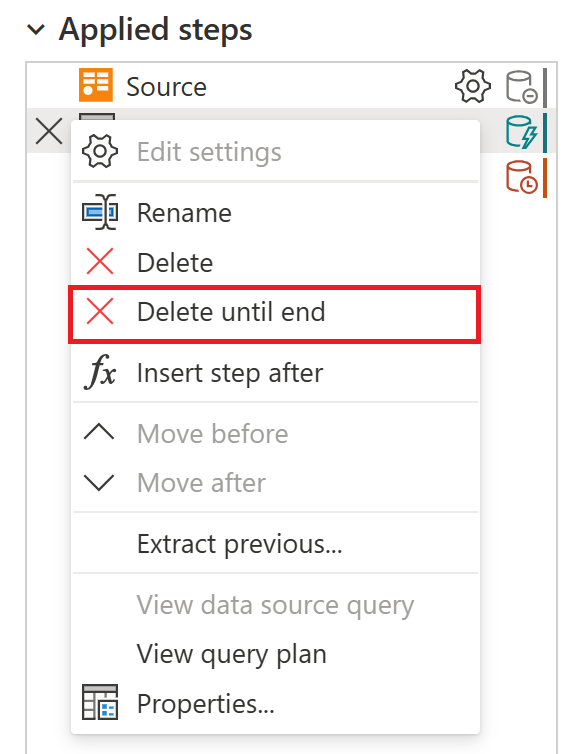 Applied steps
Source
Edit settings
Rename
Delete
Delete until end
fx Insert step after
Move before
Move after
Extract previous...
View data source query
View query plan
Properties...